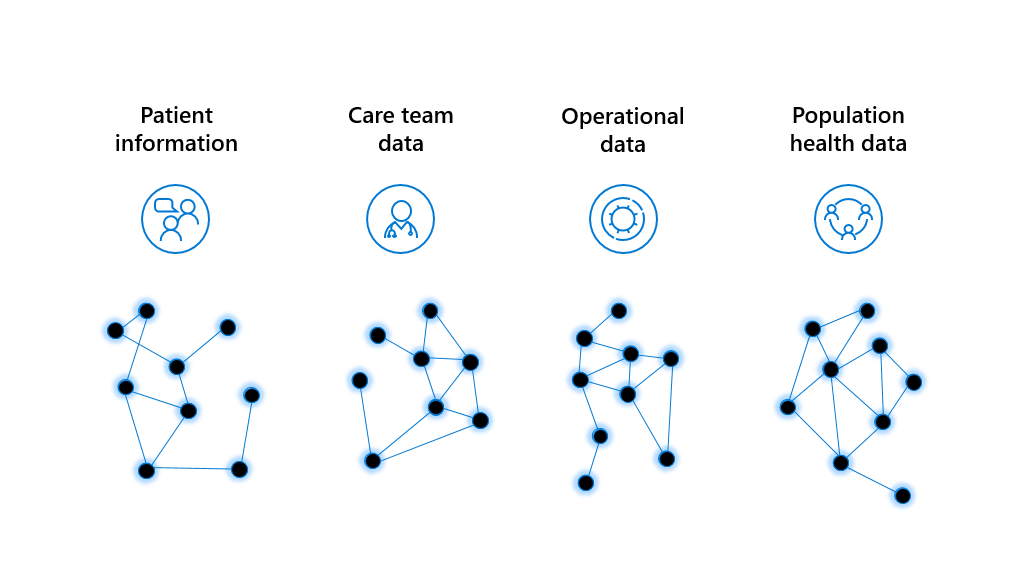 Patient
information
Care team
data
Operational
data
Population
health data